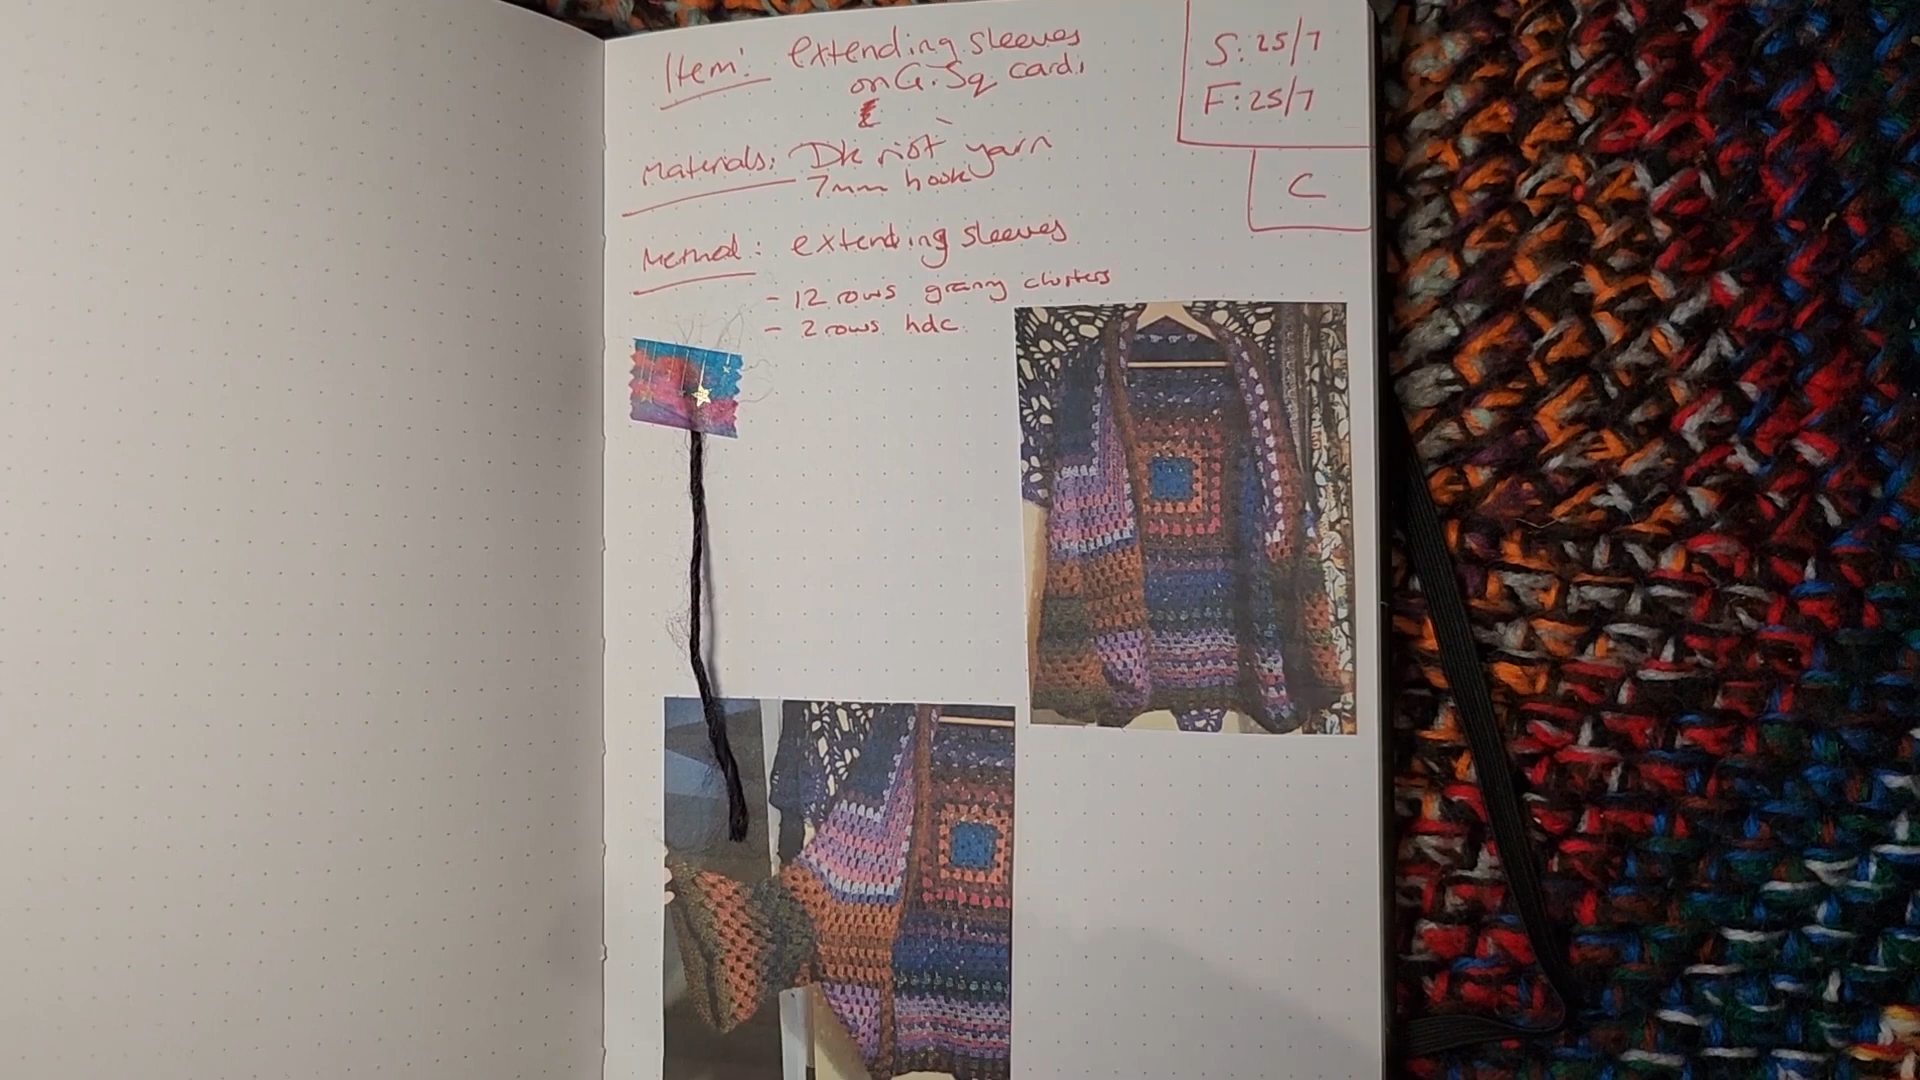 Item: extending sleeves
on G.Sq cardi
Materials: DK riot yarn
7mm hook
Method: extending sleeves
- 12 rows granny clusters
- 2 rows hdc.
S: 25/7
F: 25/7
C